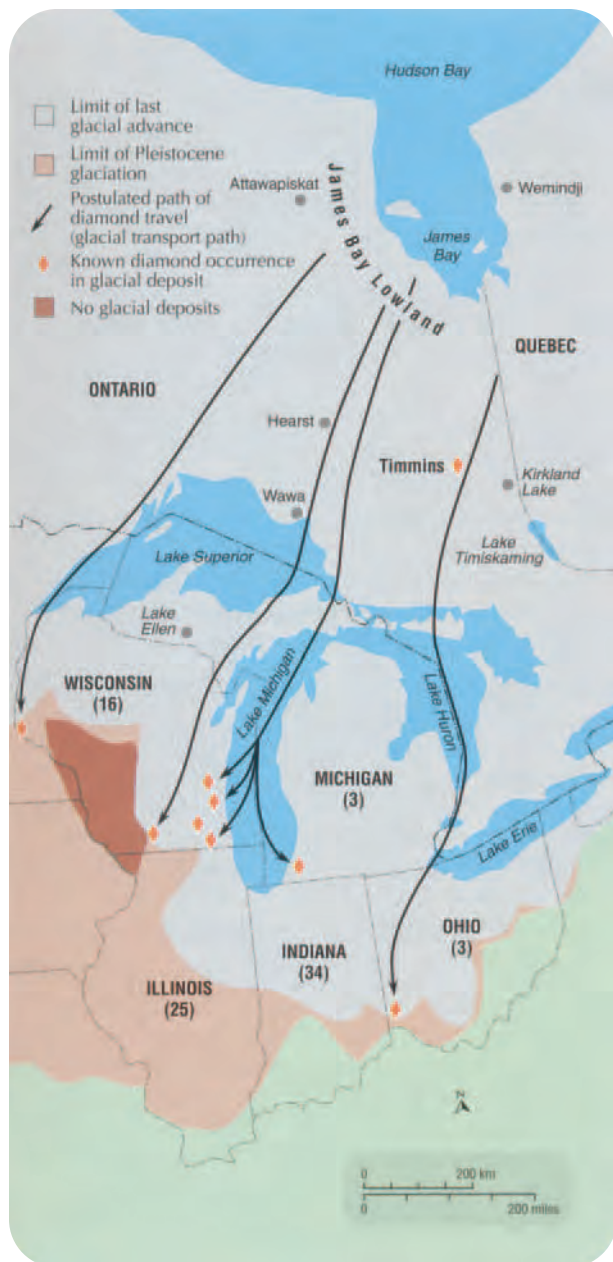 Hudson Bay
Limit of last
glacial advance
Limit of Pleistocene
glaciation
Postulated path of
diamond travel
(glacial transport path)
Known diamond occurrence
in glacial deposit
No glacial deposits
Attawapiskat
James Bay Lowland
Wemindji
James
Bay
QUEBEC
ONTARIO
Hearst
Timmins
Kirkland
Lake
Wawa
Lake
Timiskaming
Lake Superior
Lake
Ellen
WISCONSIN
(16)
Lake Michigan
Lake Huron
MICHIGAN
(3)
Lake Erie
OHIO
(3)
INDIANA
(34)
ILLINOIS
(25)
N
0 200 km
0 200 miles